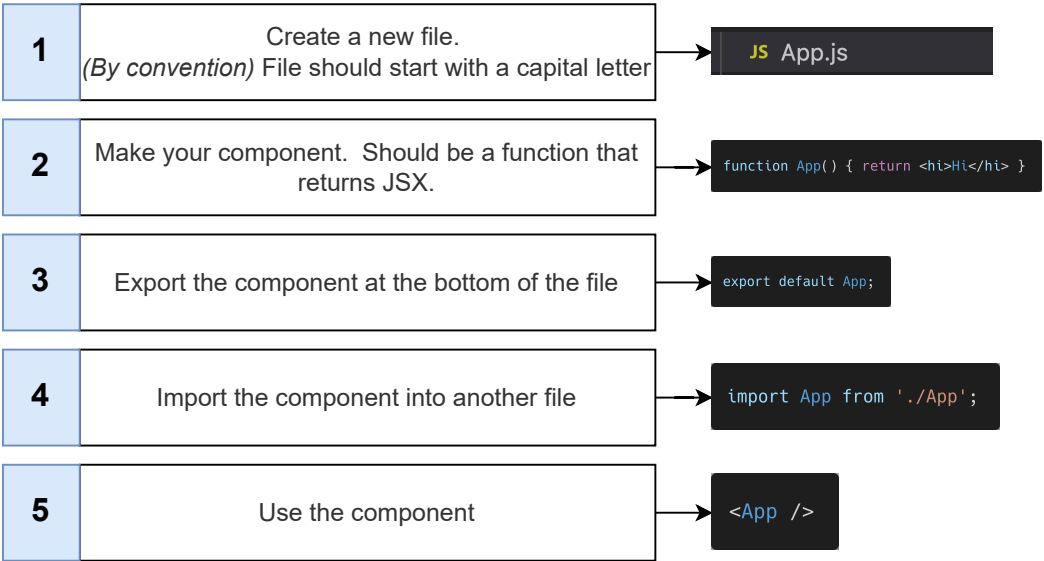 1
Create a new file.
(By convention) File should start with a capital letter
JS App.js
2
Make your component.  Should be a function that
returns JSX.
function App() { return <hi>Hi</hi> }
3
Export the component at the bottom of the file
export default App;
4
Import the component into another file
import App from './App';
5
Use the component
<App />